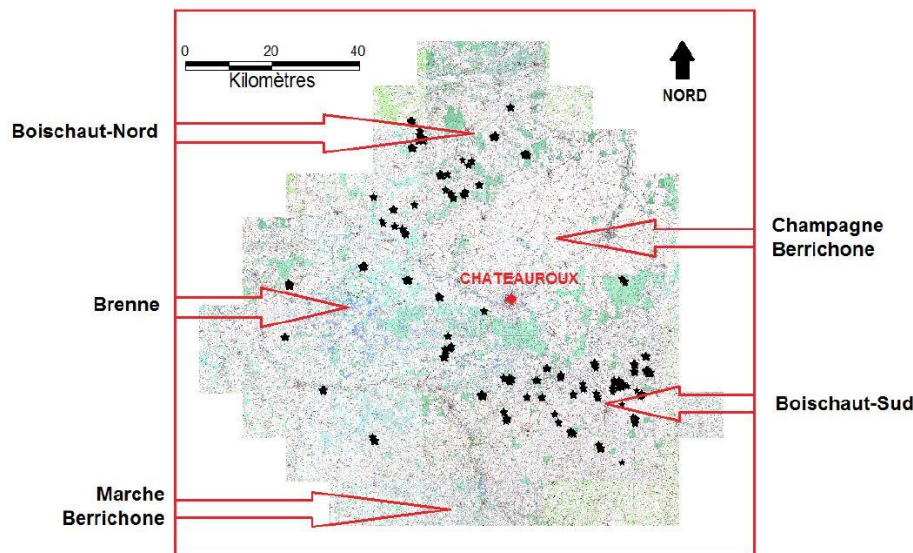 0 20 40
Kilomètres
NORD
Boischaut-Nord
Champagne
Berrichone
CHATEAUROUX
Brenne
Boischaut-Sud
Marche
Berrichone